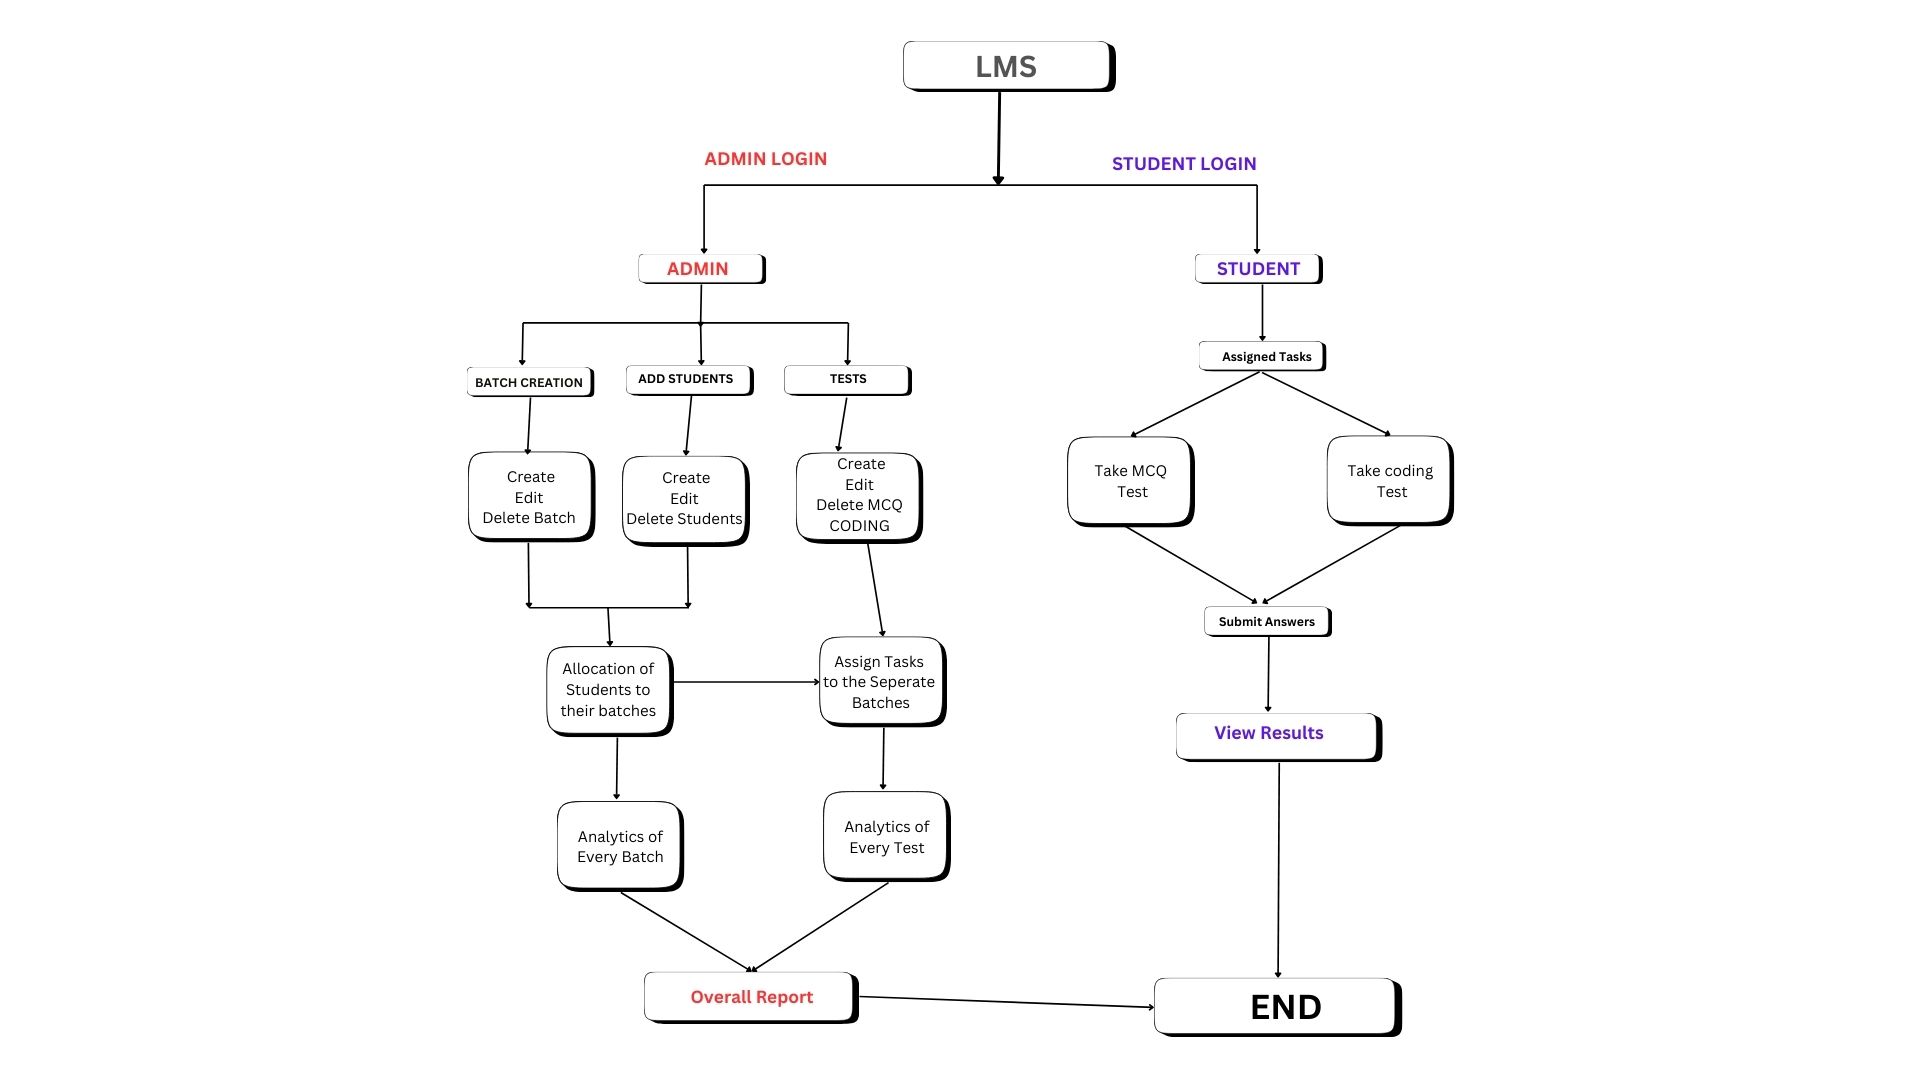 LMS
ADMIN LOGIN
STUDENT LOGIN
ADMIN
STUDENT
BATCH CREATION
ADD STUDENTS
TESTS
Assigned Tasks
Create
Edit
Delete Batch
Create
Edit
Delete Students
Create
Edit
Delete MCQ
CODING
Take MCQ
Test
Take coding
Test
Submit Answers
Allocation of
Students to
their batches
Assign Tasks
to the Seperate
Batches
View Results
Analytics of
Every Batch
Analytics of
Every Test
Overall Report
END